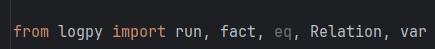 from logpy import run, fact, eq, Relation, var